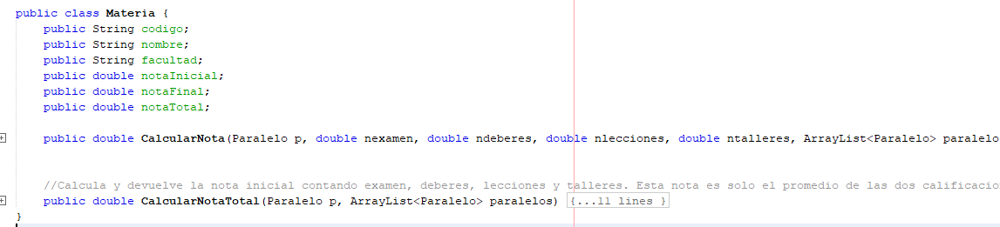 public class Materia {
public String codigo;
public String nombre;
public String facultad;
public double notaInicial;
public double notaFinal;
public double notaTotal;
public double CalcularNota(Paralelo p, double nexamen, double ndeberes, double nlecciones, double ntalleres, ArrayList<Paralelo> paralelo
//Calcula y devuelve la nota inicial contando examen, deberes, lecciones y talleres. Esta nota es solo el promedio de las dos calificacio
public double CalcularNotaTotal(Paralelo p, ArrayList<Paralelo> paralelos) {...11 lines }
}